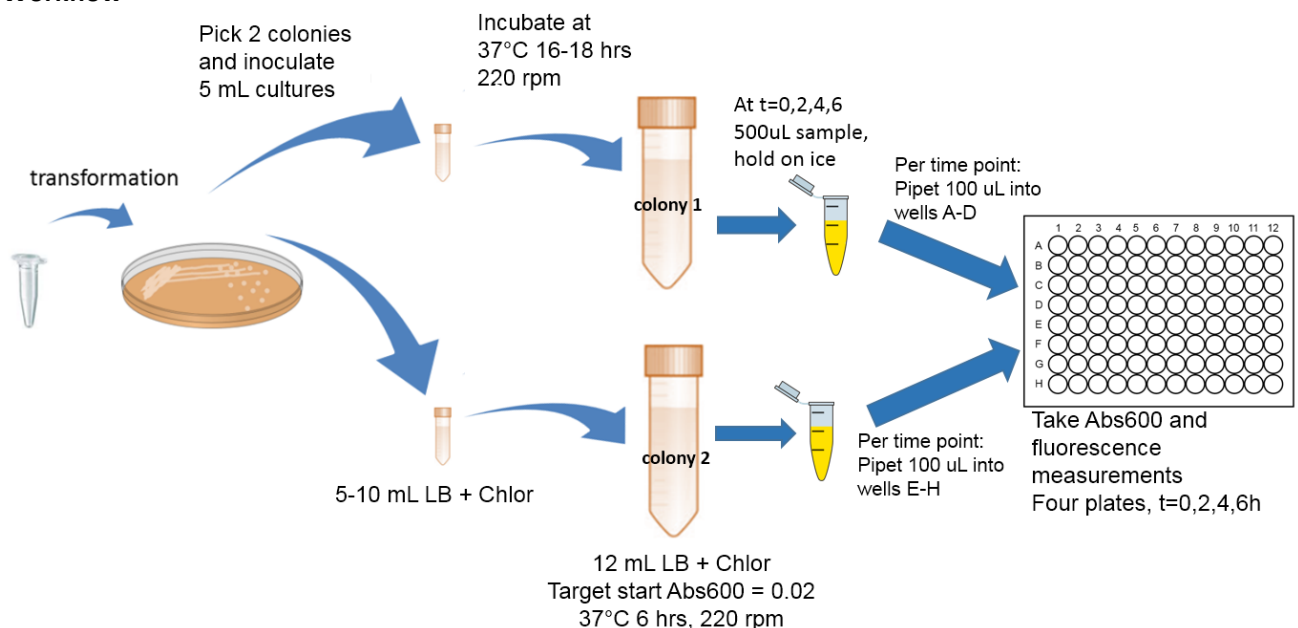 Workflow
Pick 2 colonies
and inoculate
5 mL cultures
Incubate at
37°C 16-18 hrs
220 rpm
transformation
colony 1
At t=0,2,4,6
500uL sample,
hold on ice
Per time point:
Pipet 100 uL into
wells A-D
1 2 3 4 5 6 7 8 9 10 11 12
A
B
C
D
E
F
G
H
colony 2
5-10 mL LB + Chlor
12 mL LB + Chlor
Target start Abs600 = 0.02
37°C 6 hrs, 220 rpm
Per time point:
Pipet 100 uL into
wells E-H
Take Abs600 and
fluorescence
measurements
Four plates, t=0,2,4,6h